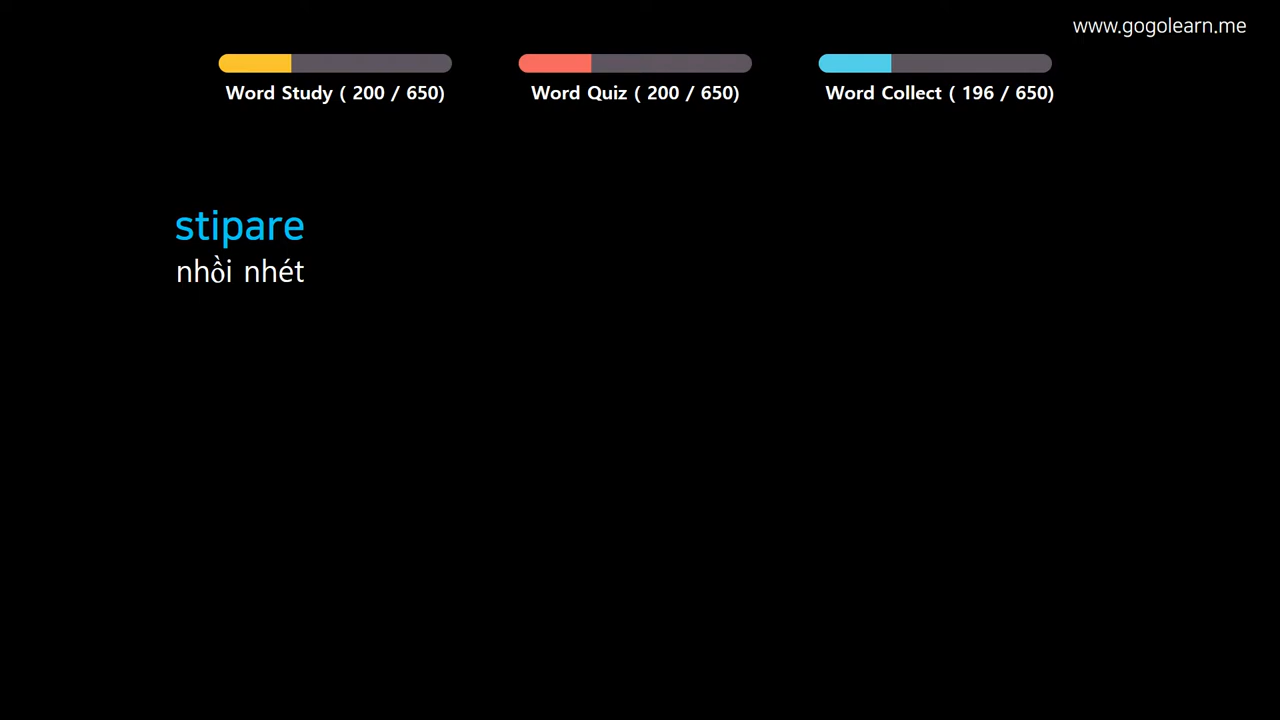 www.gogolearn.me
Word Study ( 200 / 650)
Word Quiz ( 200 / 650)
Word Collect ( 196 / 650)
stipare
nhồi nhét